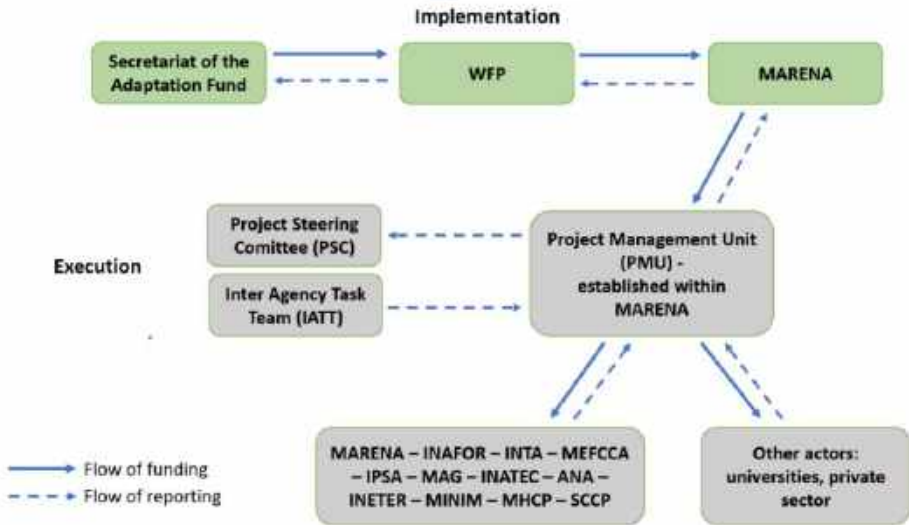 Implementation
Secretariat of the
Adaptation Fund
WFP
MARENA
Execution
Project Steering
Comittee (PSC)
Inter Agency Task
Team (IATT)
Project Management Unit
(PMU) -
established within
MARENA
MARENA – INAFOR – INTA – MEFCCA
– IPSA – MAG – INATEC – ANA –
INETER – MINIM – MHCP – SCCP
Other actors:
universities, private
sector
Flow of funding
Flow of reporting